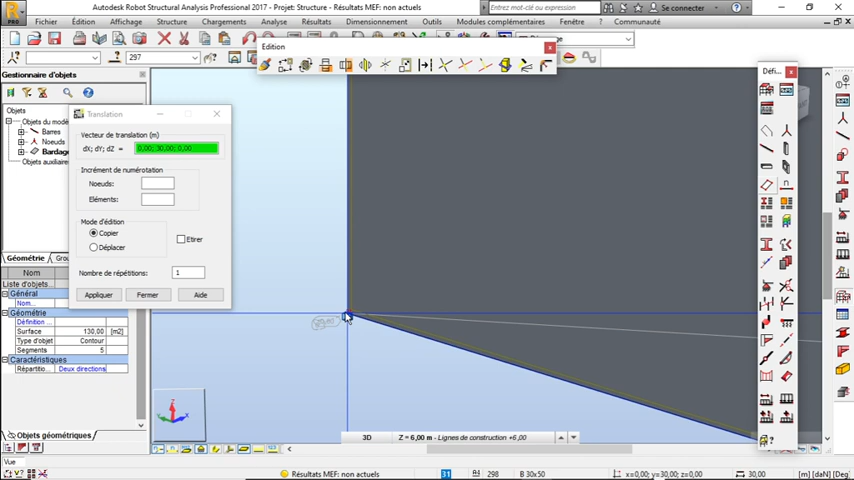 Autodesk Robot Structural Analysis Professional 2017 - Projet: Structure - Résultats MEF: non actuels
Entrez mot-clé ou expression
Se connecter
Fichier Edition Affichage Structure Chargements Analyse Résultats Dimensionnement Outils Modules complémentaires Fenêtre ? Communauté
Edition
297
Gestionnaire d'objets
Défi...
Objets
Objets du modè
Barres
Noeuds
Bardag
Objets auxiliaire
Translation
Vecteur de translation (m)
dX; dY; dZ = 0,00; 30,00; 0,00
Incrément de numérotation
Noeuds:
Eléments:
Mode d'édition
Copier
Déplacer
Etirer
Nombre de répétitions: 1
Appliquer Fermer Aide
Géométrie Grou
Nom
Liste d'objets
Général
Nom...
Géométrie
Définition ...
Surface 130,00 [m2]
Type d'objet Contour
Segments 5
Caractéristiques
Répartitio... Deux directions
Objets géométriques
3D Z = 6,00 m - Lignes de construction +6,00
Vue
Résultats MEF: non actuels 31 298 B 30x50 x=0,00; y=30,00; z=0,00 30,00 [m] [daN] [Deg]